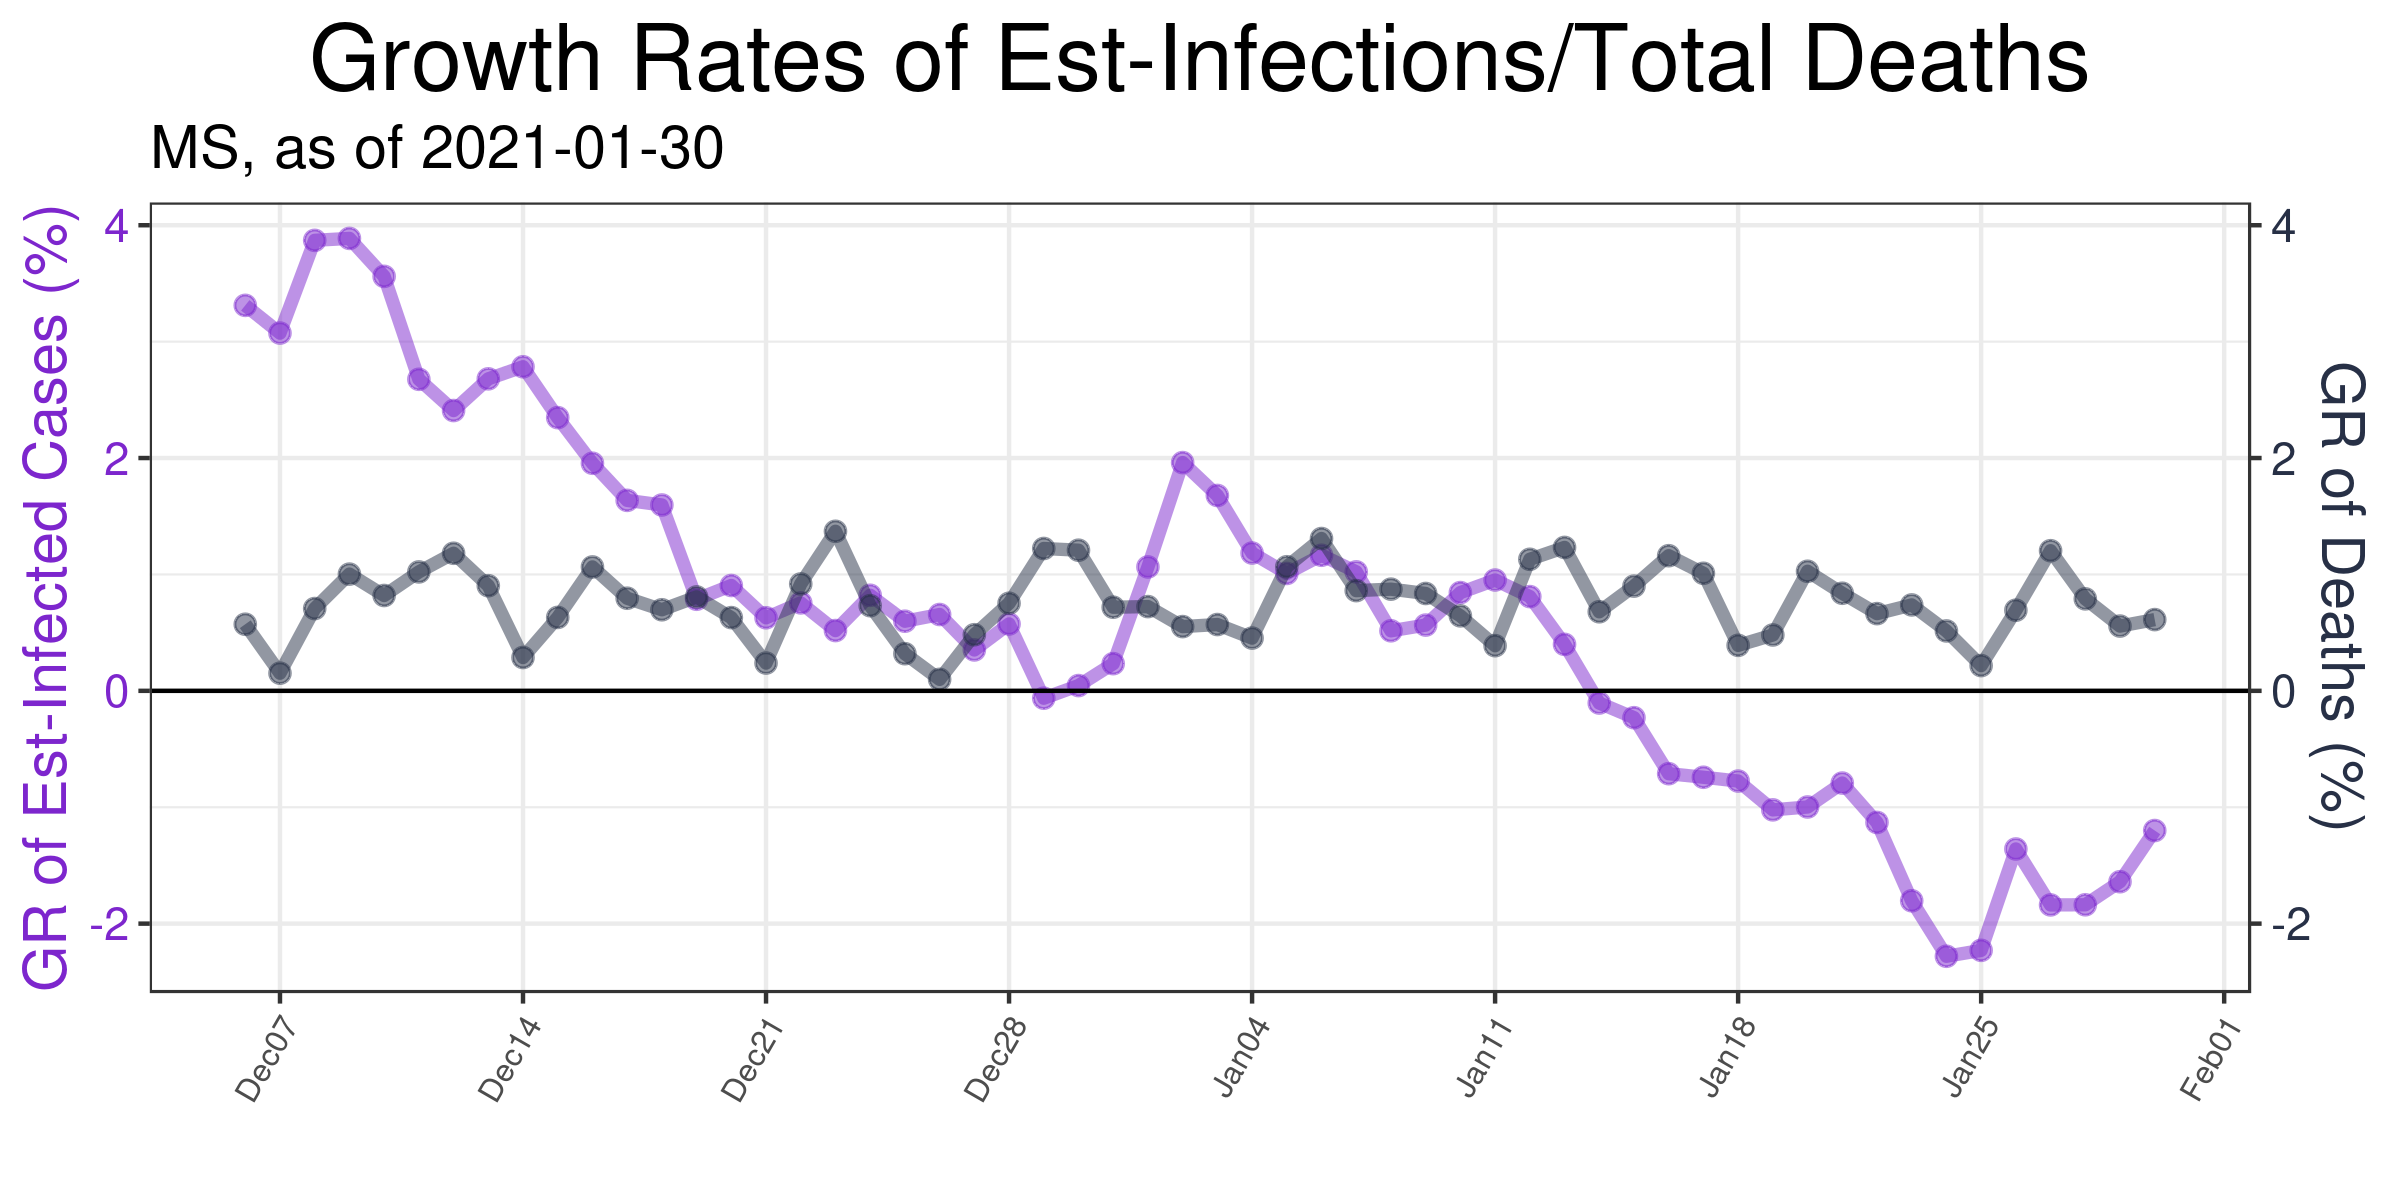 Growth Rates of Est-Infections/Total Deaths
MS, as of 2021-01-30
GR of Est-Infected Cases (%)
4
2
0
-2
4
2
0
-2
GR of Deaths (%)
Dec07
Dec14
Dec21
Dec28
Jan04
Jan11
Jan18
Jan25
Feb01